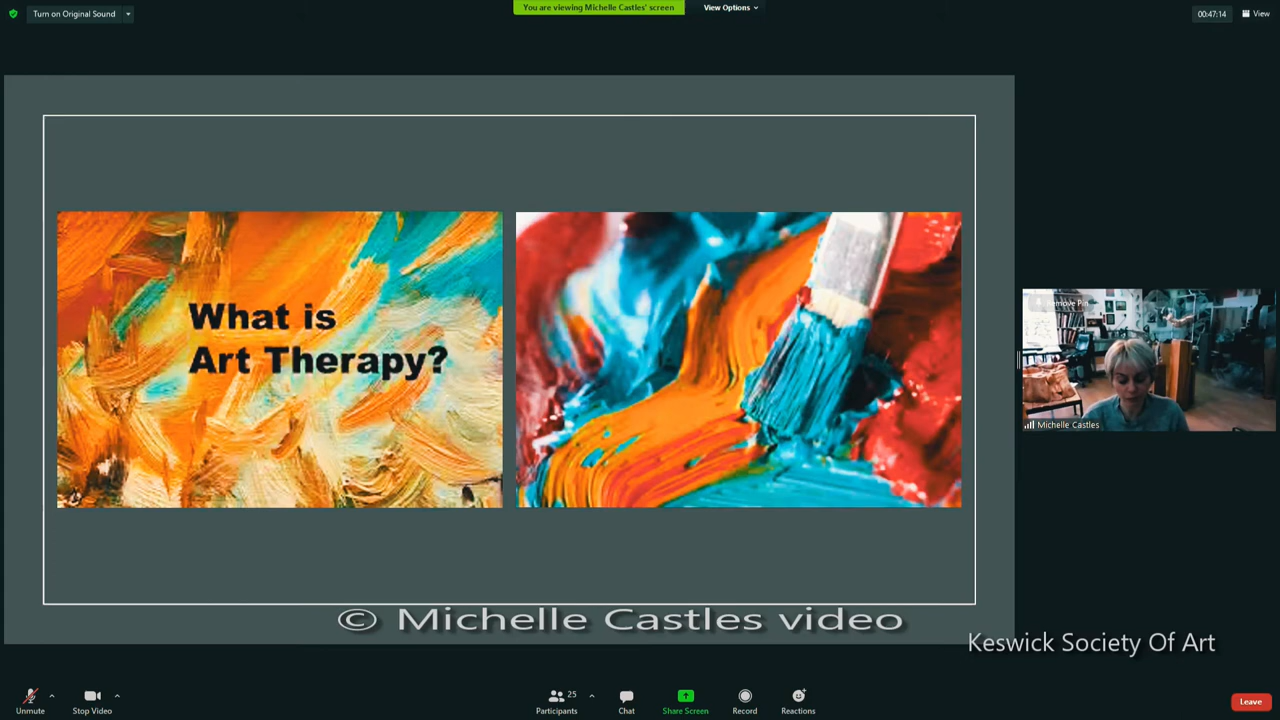 Turn on Original Sound
You are viewing Michelle Castles' screen
View Options
00:47:14
View
What is
Art Therapy?
Remove Pin
Michelle Castles
© Michelle Castles video
Keswick Society Of Art
Unmute
Stop Video
25
Participants
Chat
Share Screen
Record
Reactions
Leave